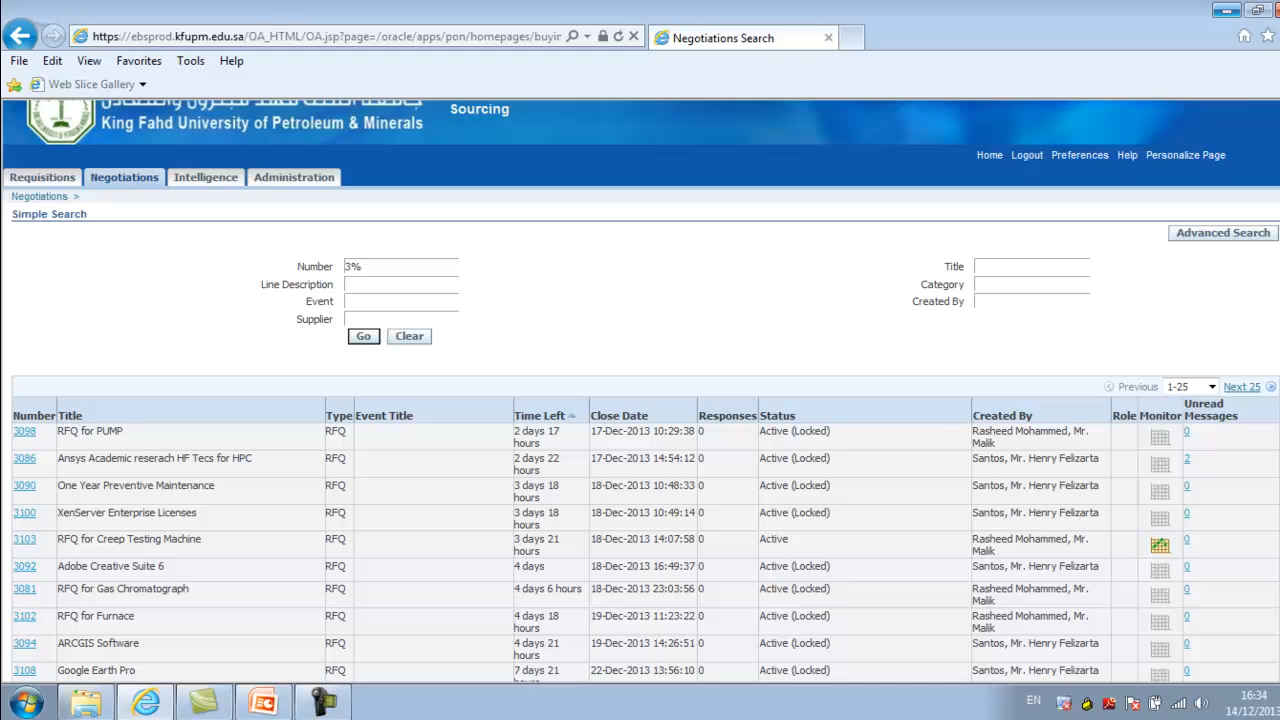 https://ebsprod.kfupm.edu.sa/OA_HTML/OA.jsp?page=/oracle/apps/pon/homepages/buyin
Negotiations Search
File Edit View Favorites Tools Help
Web Slice Gallery
King Fahd University of Petroleum & Minerals
Sourcing
Home Logout Preferences Help Personalize Page
Requisitions Negotiations Intelligence Administration
Negotiations >
Simple Search
Advanced Search
Number 3% Title
Line Description Category
Event Created By
Supplier
Go Clear
Previous 1-25 Next 25
Number Title Type Event Title Time Left Close Date Responses Status Created By Role Monitor Unread Messages
3098 RFQ for PUMP RFQ 2 days 17 hours 17-Dec-2013 10:29:38 0 Active (Locked) Rasheed Mohammed, Mr. Malik 0
3086 Ansys Academic reserach HF Tecs for HPC RFQ 2 days 22 hours 17-Dec-2013 14:54:12 0 Active (Locked) Santos, Mr. Henry Felizarta 2
3090 One Year Preventive Maintenance RFQ 3 days 18 hours 18-Dec-2013 10:48:33 0 Active (Locked) Santos, Mr. Henry Felizarta 0
3100 XenServer Enterprise Licenses RFQ 3 days 18 hours 18-Dec-2013 10:49:14 0 Active (Locked) Santos, Mr. Henry Felizarta 0
3103 RFQ for Creep Testing Machine RFQ 3 days 21 hours 18-Dec-2013 14:07:58 0 Active Rasheed Mohammed, Mr. Malik 0
3092 Adobe Creative Suite 6 RFQ 4 days 18-Dec-2013 16:49:37 0 Active (Locked) Santos, Mr. Henry Felizarta 0
3081 RFQ for Gas Chromatograph RFQ 4 days 6 hours 18-Dec-2013 23:03:56 0 Active (Locked) Rasheed Mohammed, Mr. Malik 0
3102 RFQ for Furnace RFQ 4 days 18 hours 19-Dec-2013 11:23:22 0 Active (Locked) Rasheed Mohammed, Mr. Malik 0
3094 ARCGIS Software RFQ 4 days 21 hours 19-Dec-2013 14:26:51 0 Active (Locked) Santos, Mr. Henry Felizarta 0
3108 Google Earth Pro RFQ 7 days 21 22-Dec-2013 13:56:10 0 Active (Locked) Santos, Mr. Henry Felizarta 0
EN 16:34
14/12/2013